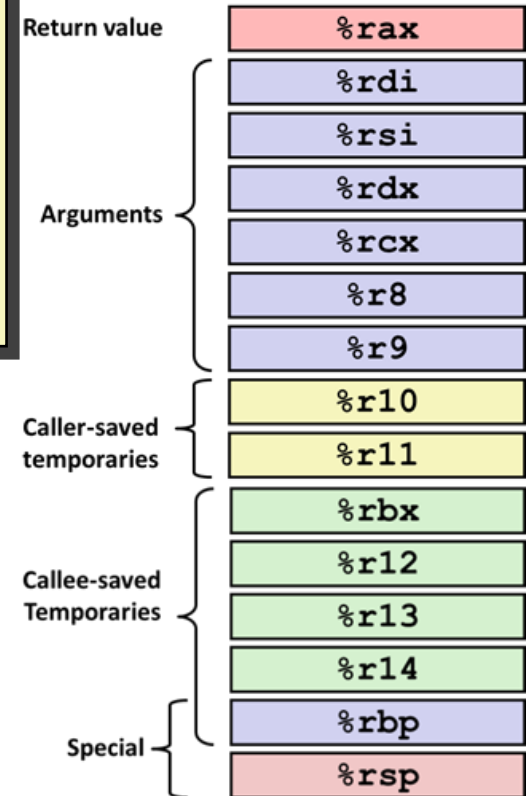 Return value
%rax
Arguments
%rdi
%rsi
%rdx
%rcx
%r8
%r9
Caller-saved
temporaries
%r10
%r11
Callee-saved
Temporaries
%rbx
%r12
%r13
%r14
Special
%rbp
%rsp